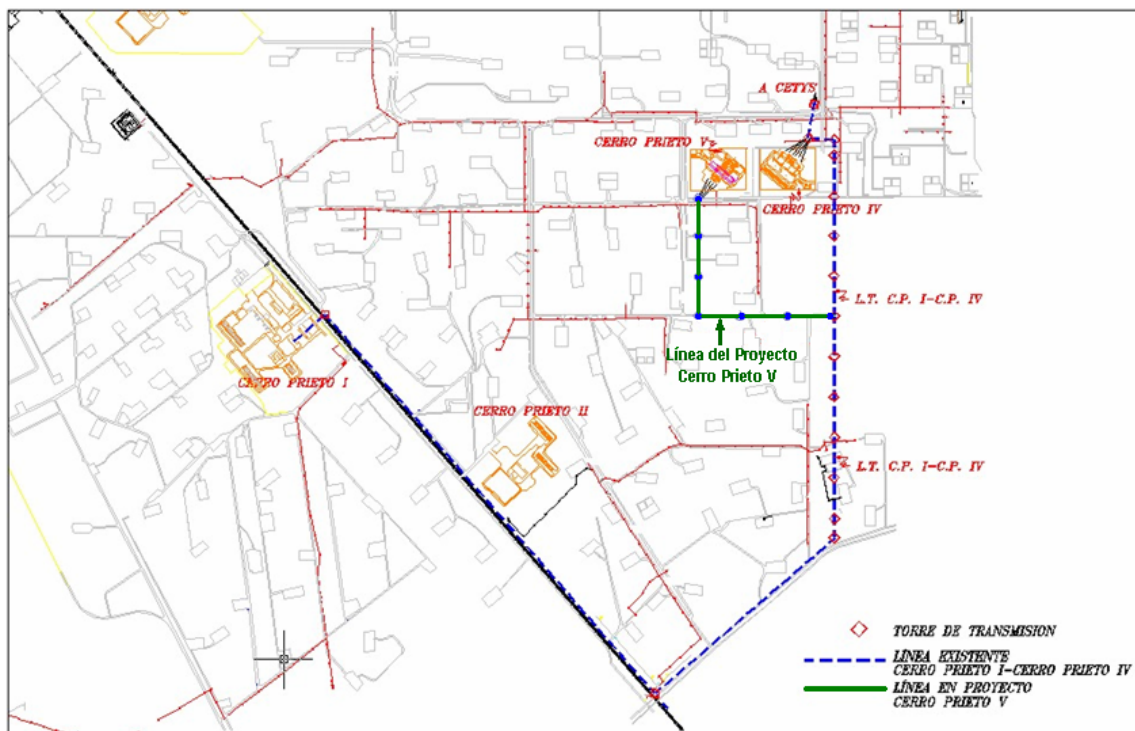 A CETYS
CERRO PRIETO V
CERRO PRIETO IV
L.T. C.P. I-C.P. IV
Línea del Proyecto
Cerro Prieto V
CERRO PRIETO I
CERRO PRIETO II
L.T. C.P. I-C.P. IV
TORRE DE TRANSMISION
LÍNEA EXISTENTE
CERRO PRIETO I-CERRO PRIETO IV
LÍNEA EN PROYECTO
CERRO PRIETO V